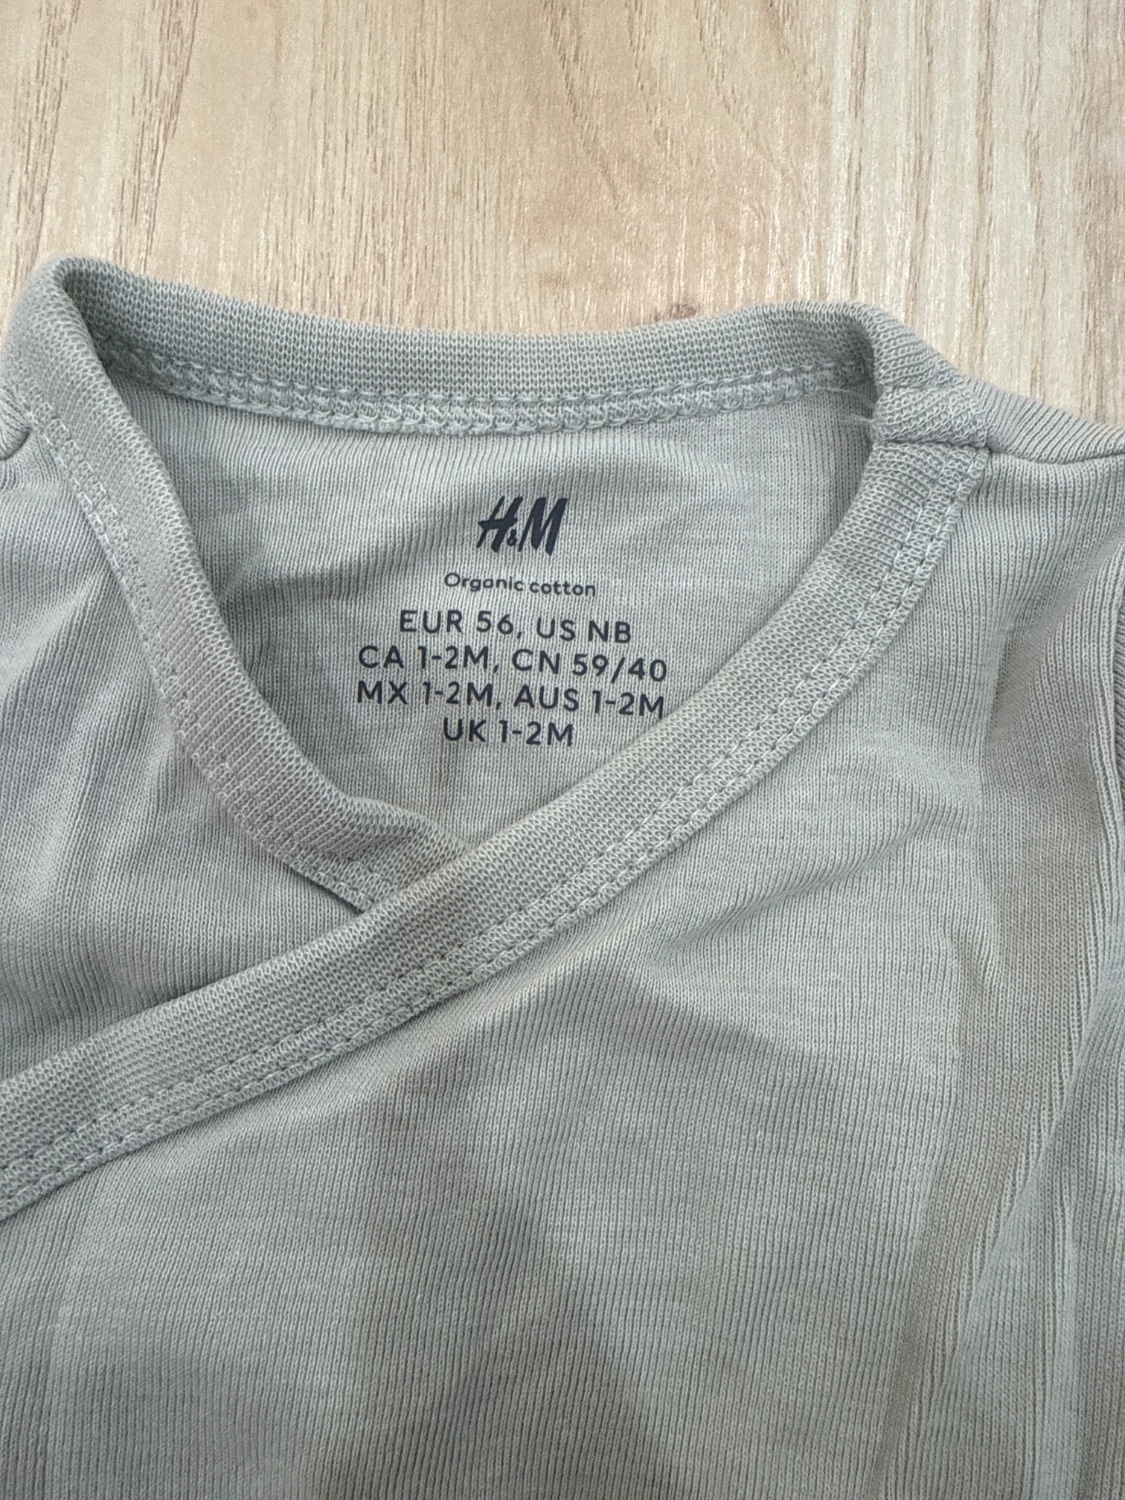 H&M
Organic cotton
EUR 56, US NB
CA 1-2M, CN 59/40
MX 1-2M, AUS 1-2M
UK 1-2M